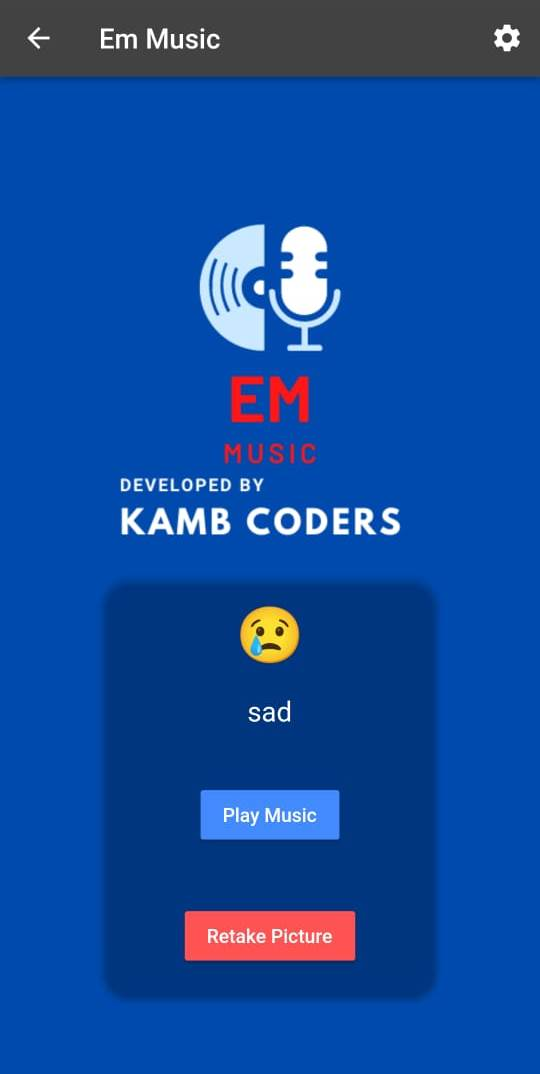 Em Music
EM
MUSIC
DEVELOPED BY
KAMB CODERS
sad
Play Music
Retake Picture